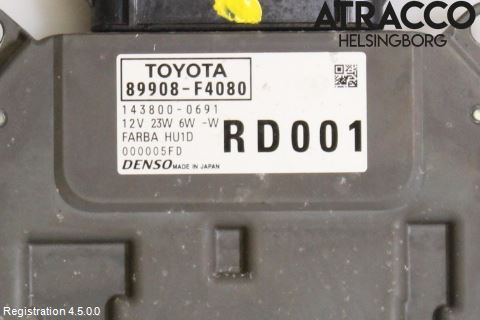 ATRACCO
HELSINGBORG
TOYOTA
89908-F4080
143800-0691
12V 23W 6W -W
FARBA HU1D
000005FD
RD001
DENSO MADE IN JAPAN
Registration 4.5.0.0